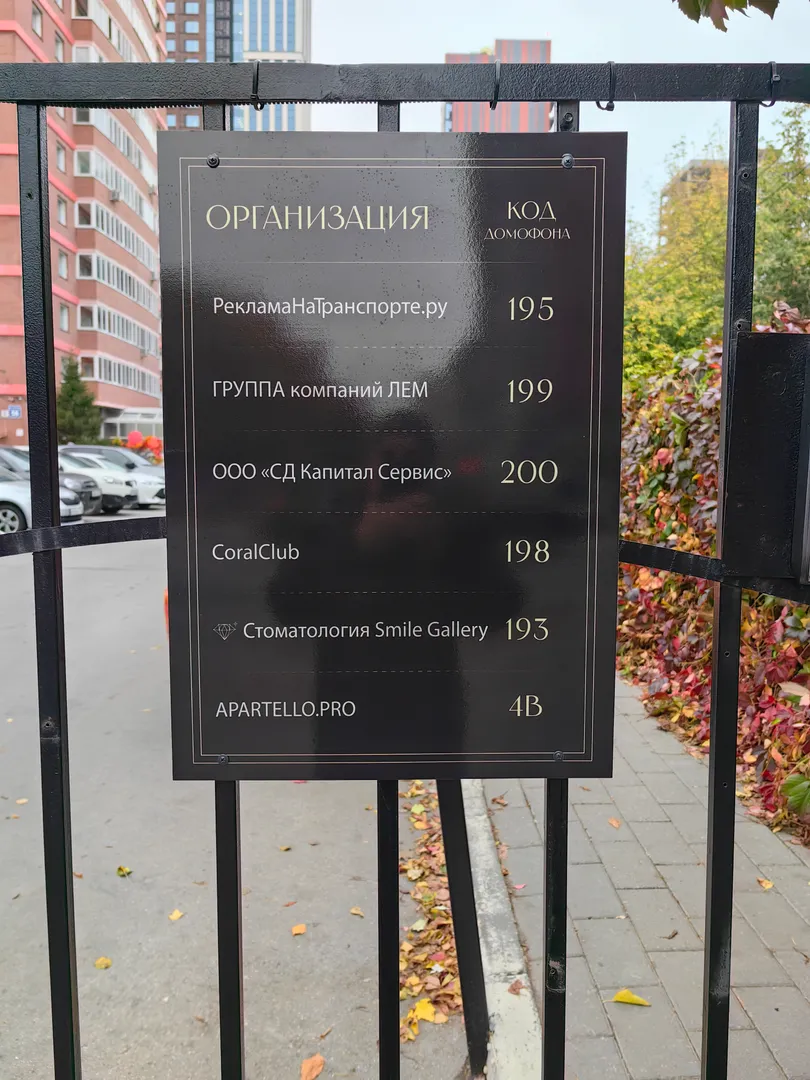 ОРГАНИЗАЦИЯ КОД ДОМОФОНА
РекламаНаТранспорте.ру 195
ГРУППА компаний ЛЕМ 199
ООО «СД Капитал Сервис» 200
CoralClub 198
Стоматология Smile Gallery 193
APARTELLO.PRO 4В